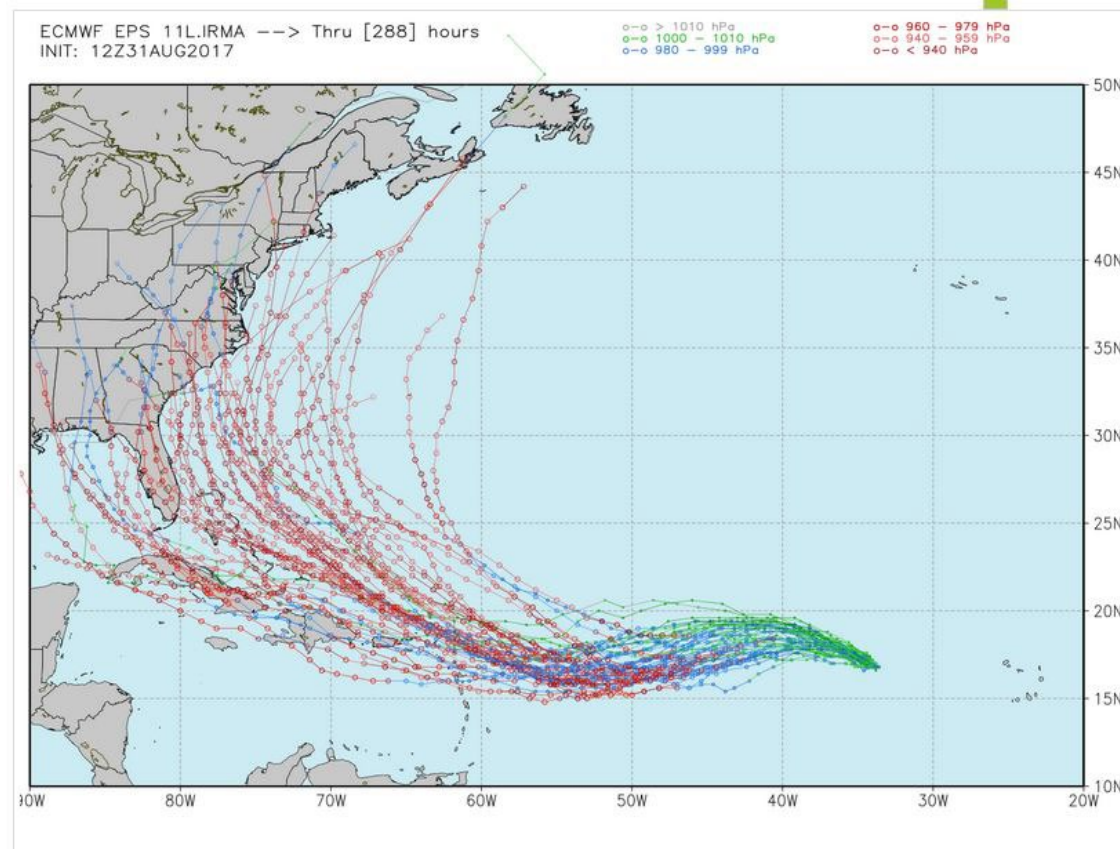 ECMWF EPS 11L.IRMA --> Thru [288] hours
INIT: 12Z31AUG2017
> 1010 hPa
1000 - 1010 hPa
980 - 999 hPa
960 - 979 hPa
940 - 959 hPa
< 940 hPa
50N
45N
40N
35N
30N
25N
20N
15N
10N
90W 80W 70W 60W 50W 40W 30W 20W